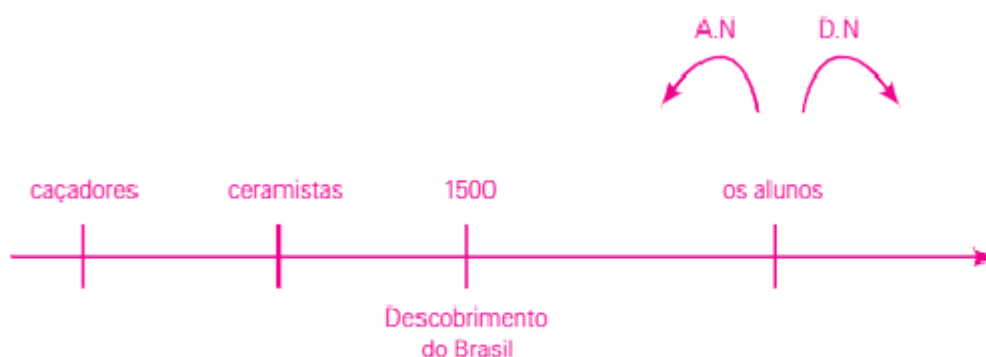 A.N D.N
caçadores ceramistas 1500 os alunos
Descobrimento
do Brasil